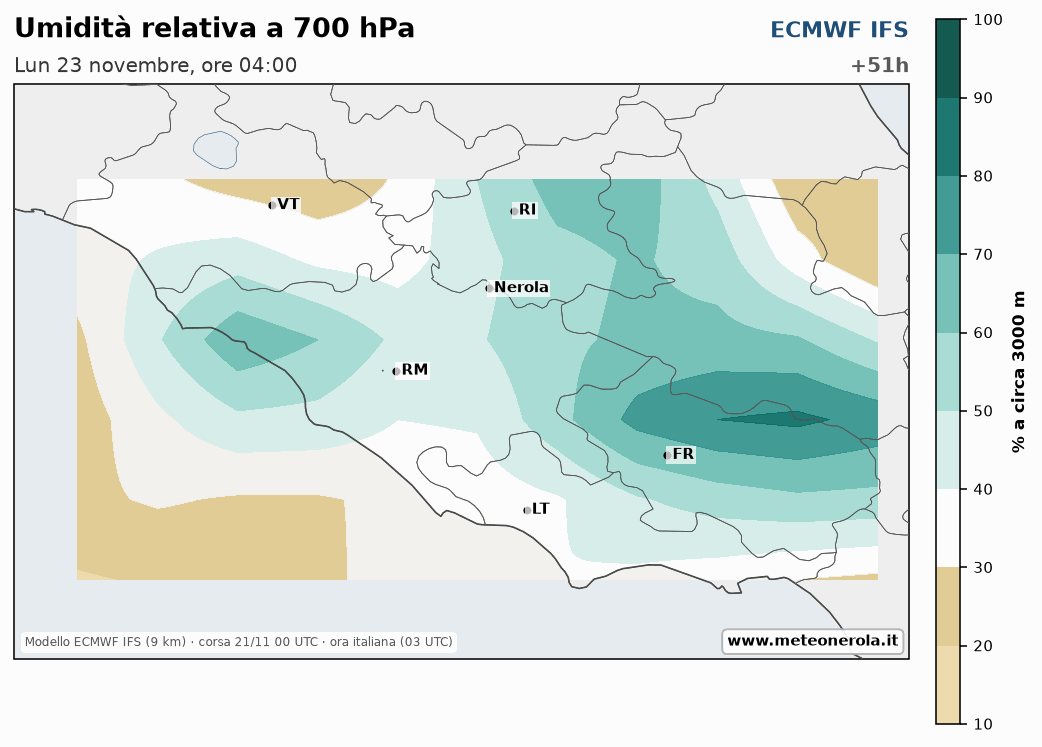 Umidità relativa a 700 hPa
ECMWF IFS
Lun 23 novembre, ore 04:00
+51h
VT
RI
Nerola
RM
FR
LT
Modello ECMWF IFS (9 km) · corsa 21/11 00 UTC · ora italiana (03 UTC)
www.meteonerola.it
100
90
80
70
60
50
40
30
20
10
% a circa 3000 m